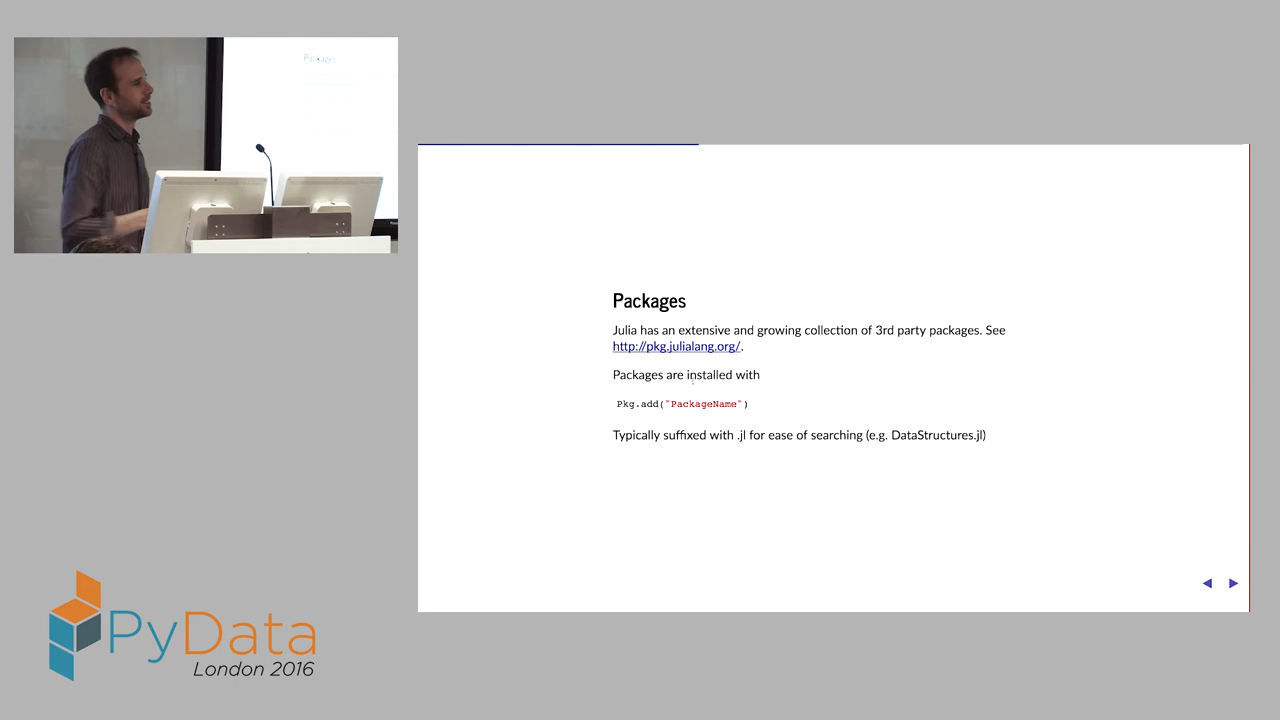 Packages
Packages
Julia has an extensive and growing collection of 3rd party packages. See
http://pkg.julialang.org/.
Packages are installed with
Pkg.add("PackageName")
Typically suffixed with .jl for ease of searching (e.g. DataStructures.jl)
PyData
London 2016